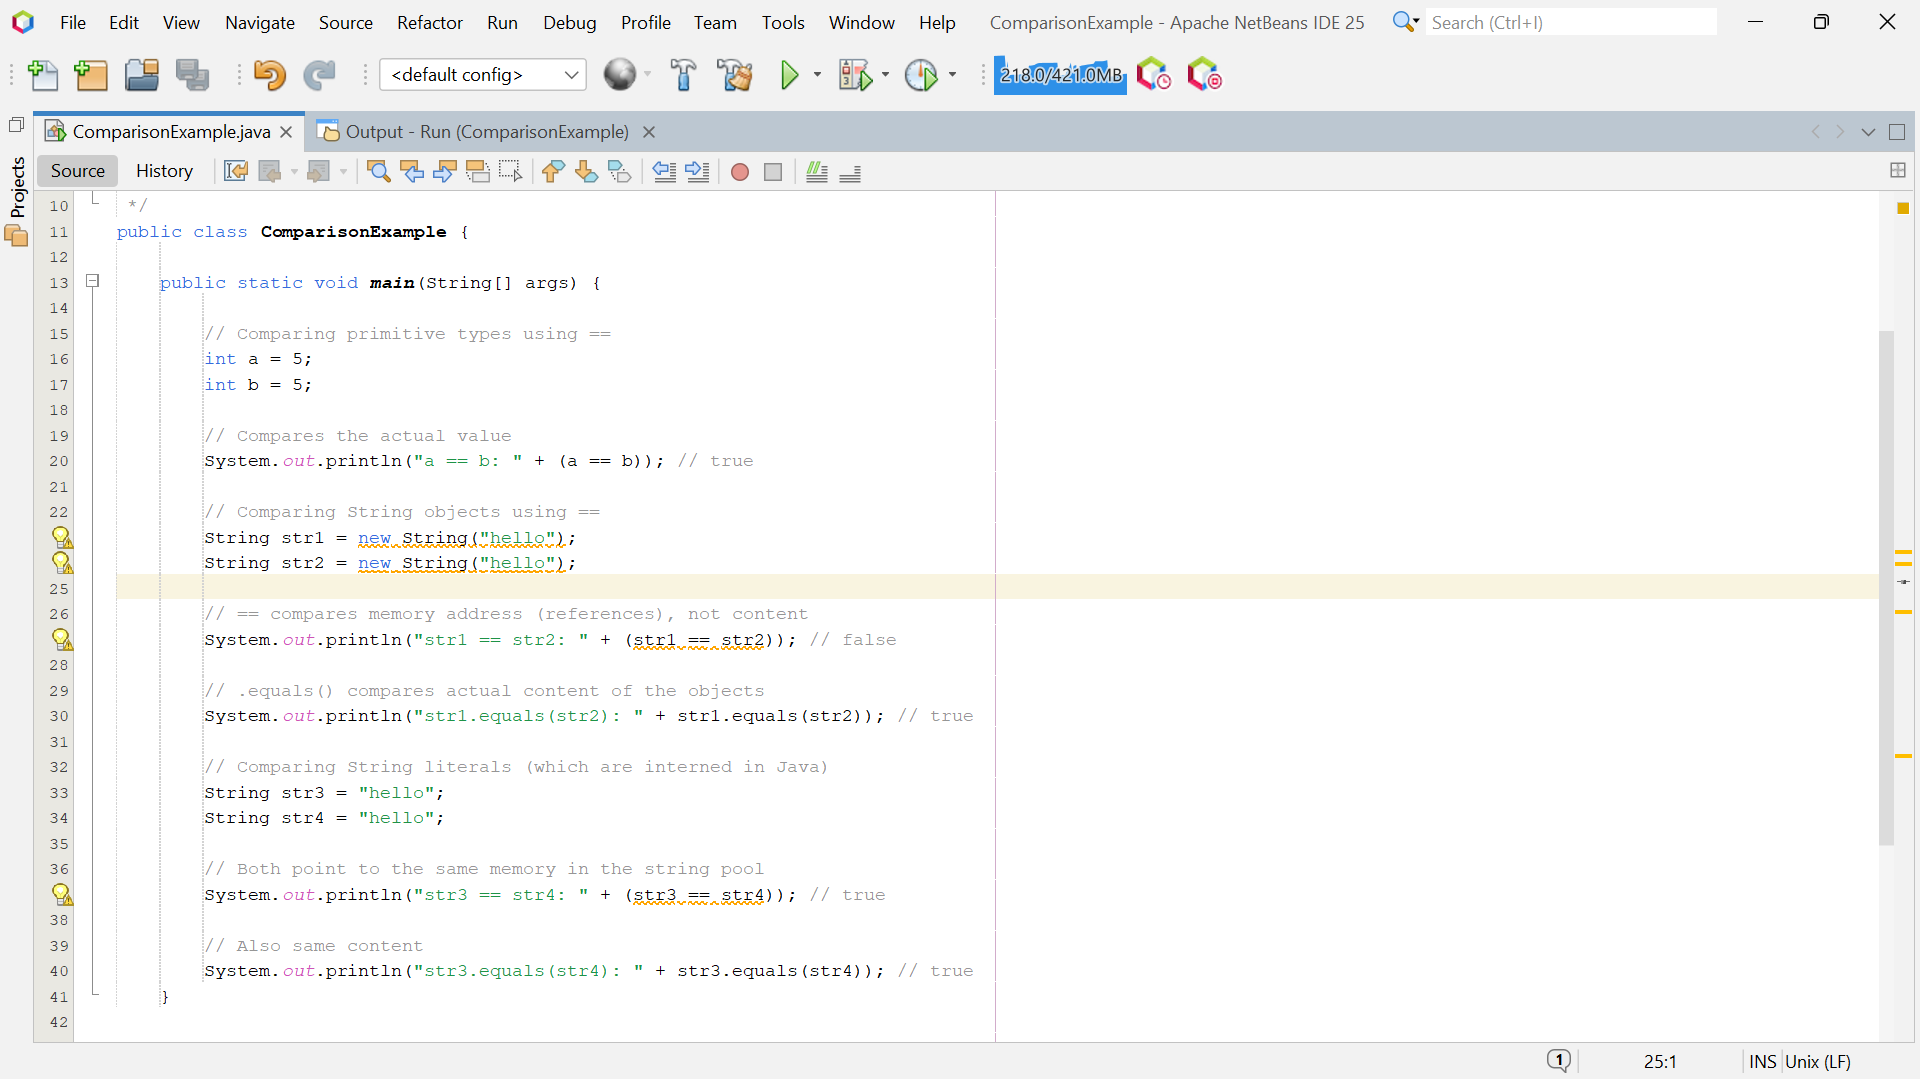 File Edit View Navigate Source Refactor Run Debug Profile Team Tools Window Help ComparisonExample - Apache NetBeans IDE 25 Search (Ctrl+I)
<default config> 218.0/421.0MB
ComparisonExample.java Output - Run (ComparisonExample)
Projects
Source History
10 */
11 public class ComparisonExample {
12
13 public static void main(String[] args) {
14
15 // Comparing primitive types using ==
16 int a = 5;
17 int b = 5;
18
19 // Compares the actual value
20 System.out.println("a == b: " + (a == b)); // true
21
22 // Comparing String objects using ==
String str1 = new String("hello");
String str2 = new String("hello");
25
26 // == compares memory address (references), not content
System.out.println("str1 == str2: " + (str1 == str2)); // false
28
29 // .equals() compares actual content of the objects
30 System.out.println("str1.equals(str2): " + str1.equals(str2)); // true
31
32 // Comparing String literals (which are interned in Java)
33 String str3 = "hello";
34 String str4 = "hello";
35
36 // Both point to the same memory in the string pool
System.out.println("str3 == str4: " + (str3 == str4)); // true
38
39 // Also same content
40 System.out.println("str3.equals(str4): " + str3.equals(str4)); // true
41 }
42
1 25:1 INS Unix (LF)